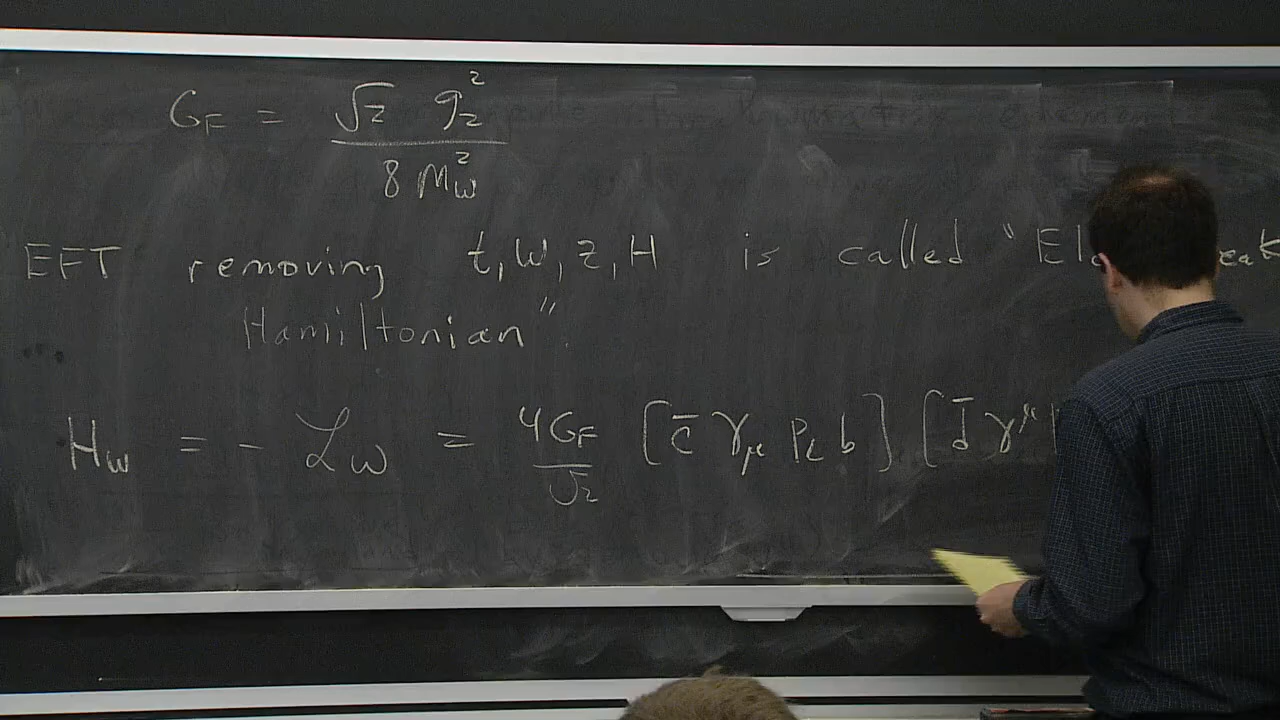 G_F = √2 g_2^2 / 8 M_W^2
EFT removing t, W, Z, H is called "El eak
Hamiltonian".
H_W = - ℒ_W = 4G_F/√2 [c̄ γ_μ P_L b] [d̄ γ^μ